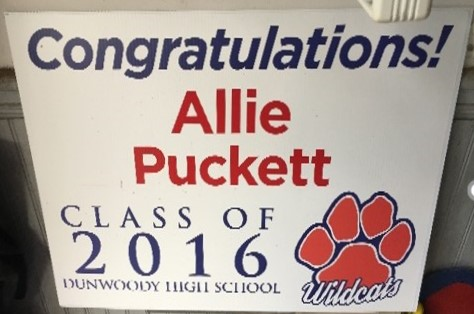 Congratulations!
Allie
Puckett
CLASS OF
2016
DUNWOODY HIGH SCHOOL
Wildcats